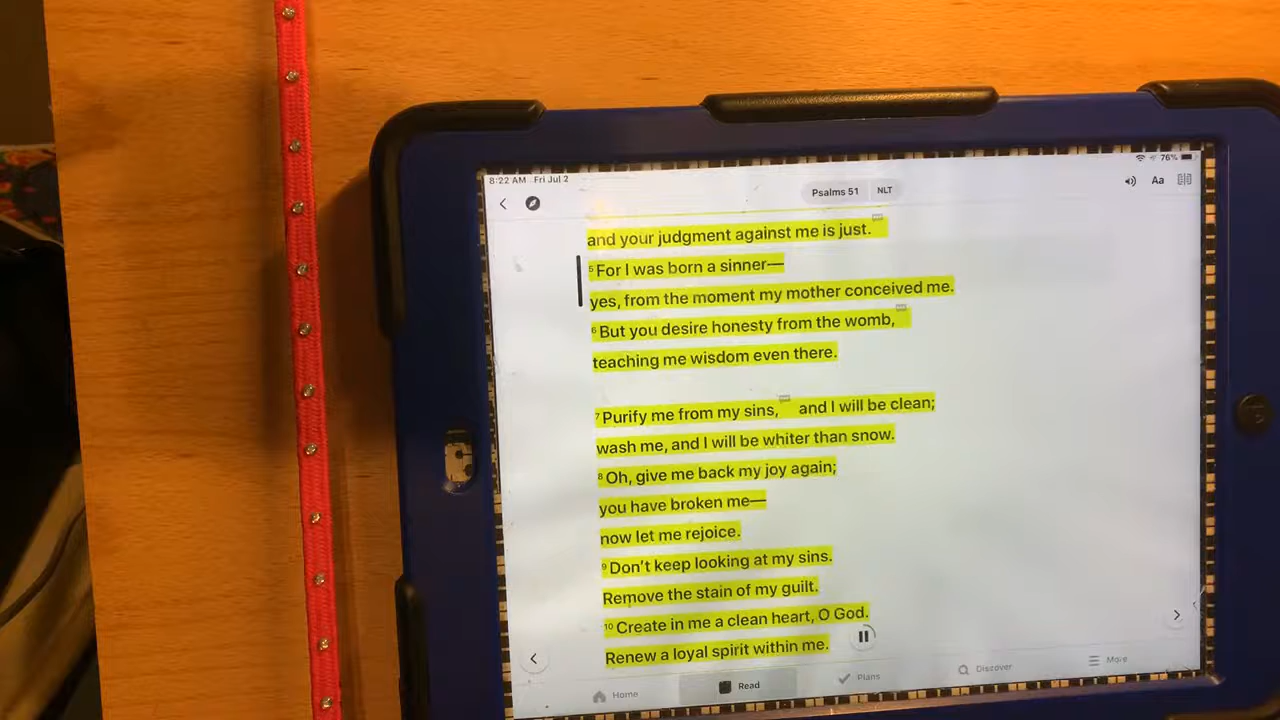 8:22 AM Fri Jul 2
76%
Psalms 51 NLT
Aa
and your judgment against me is just.
5 For I was born a sinner—
yes, from the moment my mother conceived me.
6 But you desire honesty from the womb,
teaching me wisdom even there.
7 Purify me from my sins, and I will be clean;
wash me, and I will be whiter than snow.
8 Oh, give me back my joy again;
you have broken me—
now let me rejoice.
9 Don't keep looking at my sins.
Remove the stain of my guilt.
10 Create in me a clean heart, O God.
Renew a loyal spirit within me.
Home Read Plans Discover More